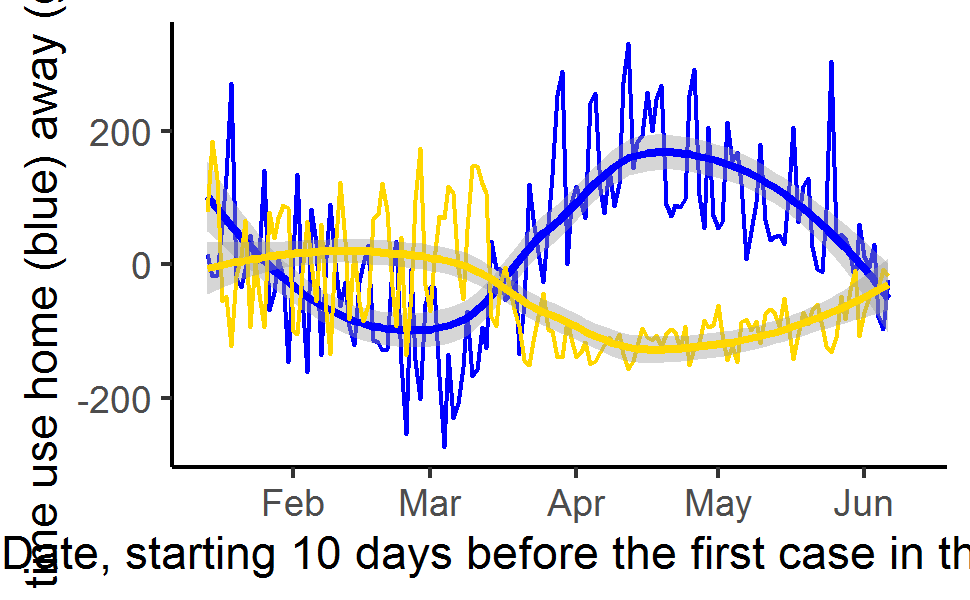 time use home (blue) away (
200
0
-200
Feb Mar Apr May Jun
Date, starting 10 days before the first case in th